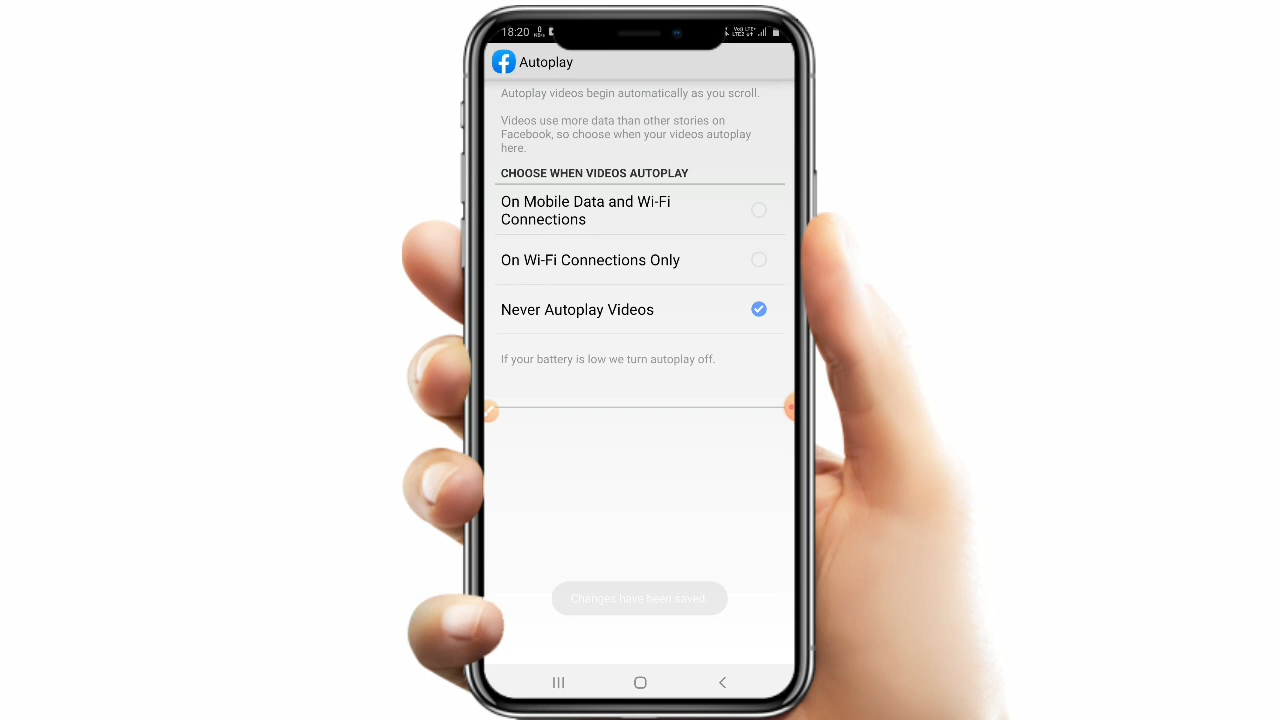 18:20
Autoplay
Autoplay videos begin automatically as you scroll.
Videos use more data than other stories on
Facebook, so choose when your videos autoplay
here.
CHOOSE WHEN VIDEOS AUTOPLAY
On Mobile Data and Wi-Fi
Connections
On Wi-Fi Connections Only
Never Autoplay Videos
If your battery is low we turn autoplay off.
Changes have been saved.